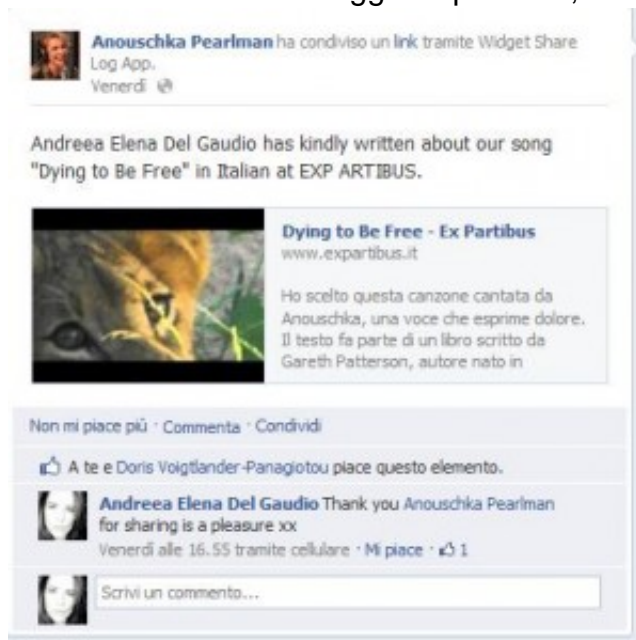 Anouschka Pearlman ha condiviso un link tramite Widget Share
Log App.
Venerdì
Andreea Elena Del Gaudio has kindly written about our song
"Dying to Be Free" in Italian at EXP ARTIBUS.
Dying to Be Free - Ex Partibus
www.expartibus.it
Ho scelto questa canzone cantata da
Anouschka, una voce che esprime dolore.
Il testo fa parte di un libro scritto da
Gareth Patterson, autore nato in
Non mi piace più · Commenta · Condividi
A te e Doris Voigtlander-Panagiotou piace questo elemento.
Andreea Elena Del Gaudio Thank you Anouschka Pearlman
for sharing is a pleasure xx
Venerdì alle 16.55 tramite cellulare · Mi piace · 1
Scrivi un commento...